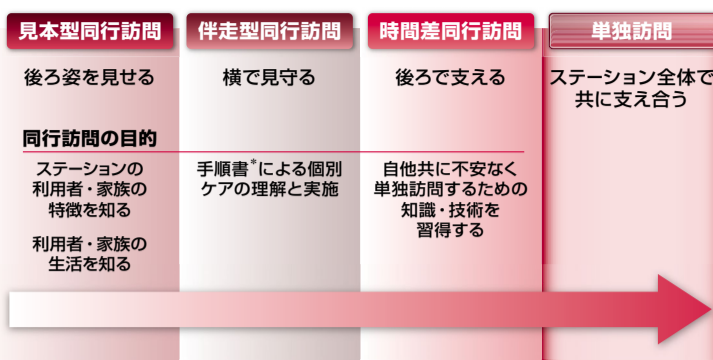 見本型同行訪問
伴走型同行訪問
時間差同行訪問
単独訪問
後ろ姿を見せる
横で見守る
後ろで支える
ステーション全体で
共に支え合う
同行訪問の目的
ステーションの
利用者・家族の
特徴を知る
利用者・家族の
生活を知る
手順書*による個別
ケアの理解と実施
自他共に不安なく
単独訪問するための
知識・技術を
習得する